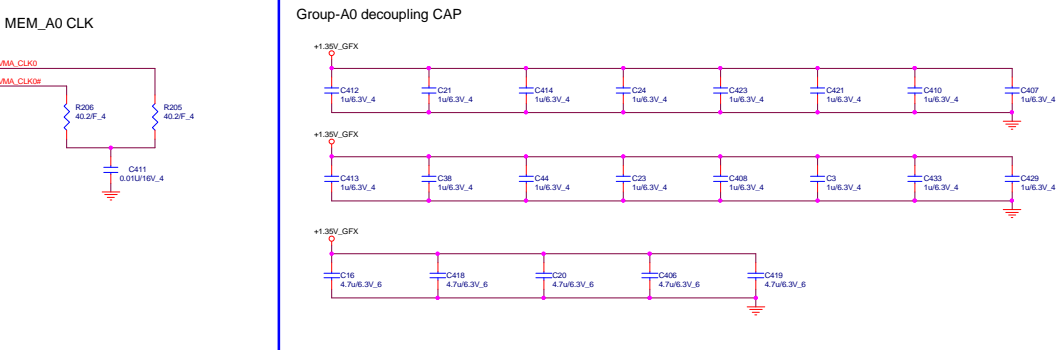 MEM_A0 CLK
VMA_CLK0
VMA_CLK0#
R206
40.2/F_4
R205
40.2/F_4
C411
0.01U/16V_4
Group-A0 decoupling CAP
+1.35V_GFX
C412
1u/6.3V_4
C21
1u/6.3V_4
C414
1u/6.3V_4
C24
1u/6.3V_4
C423
1u/6.3V_4
C421
1u/6.3V_4
C410
1u/6.3V_4
C407
1u/6.3V_4
+1.35V_GFX
C413
1u/6.3V_4
C38
1u/6.3V_4
C44
1u/6.3V_4
C23
1u/6.3V_4
C408
1u/6.3V_4
C3
1u/6.3V_4
C433
1u/6.3V_4
C429
1u/6.3V_4
+1.35V_GFX
C16
4.7u/6.3V_6
C418
4.7u/6.3V_6
C20
4.7u/6.3V_6
C406
4.7u/6.3V_6
C419
4.7u/6.3V_6